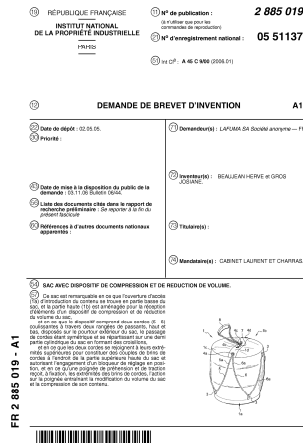 19 RÉPUBLIQUE FRANÇAISE
INSTITUT NATIONAL
DE LA PROPRIÉTÉ INDUSTRIELLE
PARIS
11 N° de publication : 2 885 019
(à n'utiliser que pour les
commandes de reproduction)
21 N° d'enregistrement national : 05 51137
51 Int Cl8 : A 45 C 9/00 (2006.01)
12 DEMANDE DE BREVET D'INVENTION A1
22 Date de dépôt : 02.05.05.
30 Priorité :
43 Date de mise à la disposition du public de la
demande : 03.11.06 Bulletin 06/44.
56 Liste des documents cités dans le rapport de
recherche préliminaire : Se reporter à la fin du
présent fascicule
60 Références à d'autres documents nationaux
apparentés :
71 Demandeur(s) : LAFUMA SA Société anonyme — F
72 Inventeur(s) : BEAUJEAN HERVE et GROS
JOSIANE.
73 Titulaire(s) :
74 Mandataire(s) : CABINET LAURENT ET CHARRAS
54 SAC AVEC DISPOSITIF DE COMPRESSION ET DE REDUCTION DE VOLUME.
57 Ce sac est remarquable en ce que l'ouverture d'accès
(1a) d'introduction du contenu se trouve en partie basse du
sac, et la partie haute (1b) est aménagée pour la réception
d'éléments d'un dispositif de compression et de réduction
du volume du sac,
et en ce que le dispositif comprend deux cordes (5, 6)
coulissantes à travers deux rangées de passants, haut et
bas, disposés sur le pourtour extérieur du sac, le passage
de cordes étant symétrique et se répartissant sur une demi
partie cylindrique du sac en formant des croisillons,
et en ce que les deux cordes se rejoignent à leurs extré-
mités supérieures pour constituer des couples de brins de
cordes à l'endroit de la partie supérieure haute du sac et
autorisant l'engagement d'un bloqueur de réglage en posi-
tion, et en ce qu'une poignée de préhension et de traction
reçoit, à fixation, les extrémités des brins de cordes, l'action
sur la poignée entraînant la modification du volume du sac
et la compression de son contenu.
FR 2 885 019 - A1